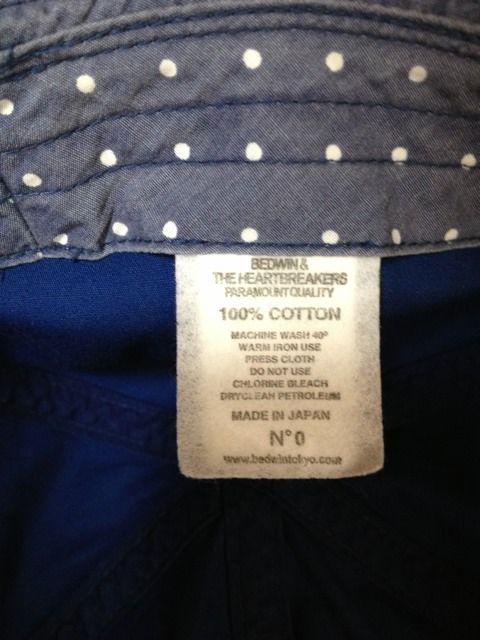 BEDWIN &
THE HEARTBREAKERS
PARAMOUNT QUALITY
100% COTTON
MACHINE WASH 40°
WARM IRON USE
PRESS CLOTH
DO NOT USE
CHLORINE BLEACH
DRYCLEAN PETROLEUM
MADE IN JAPAN
N°0
www.bedwintokyo.com